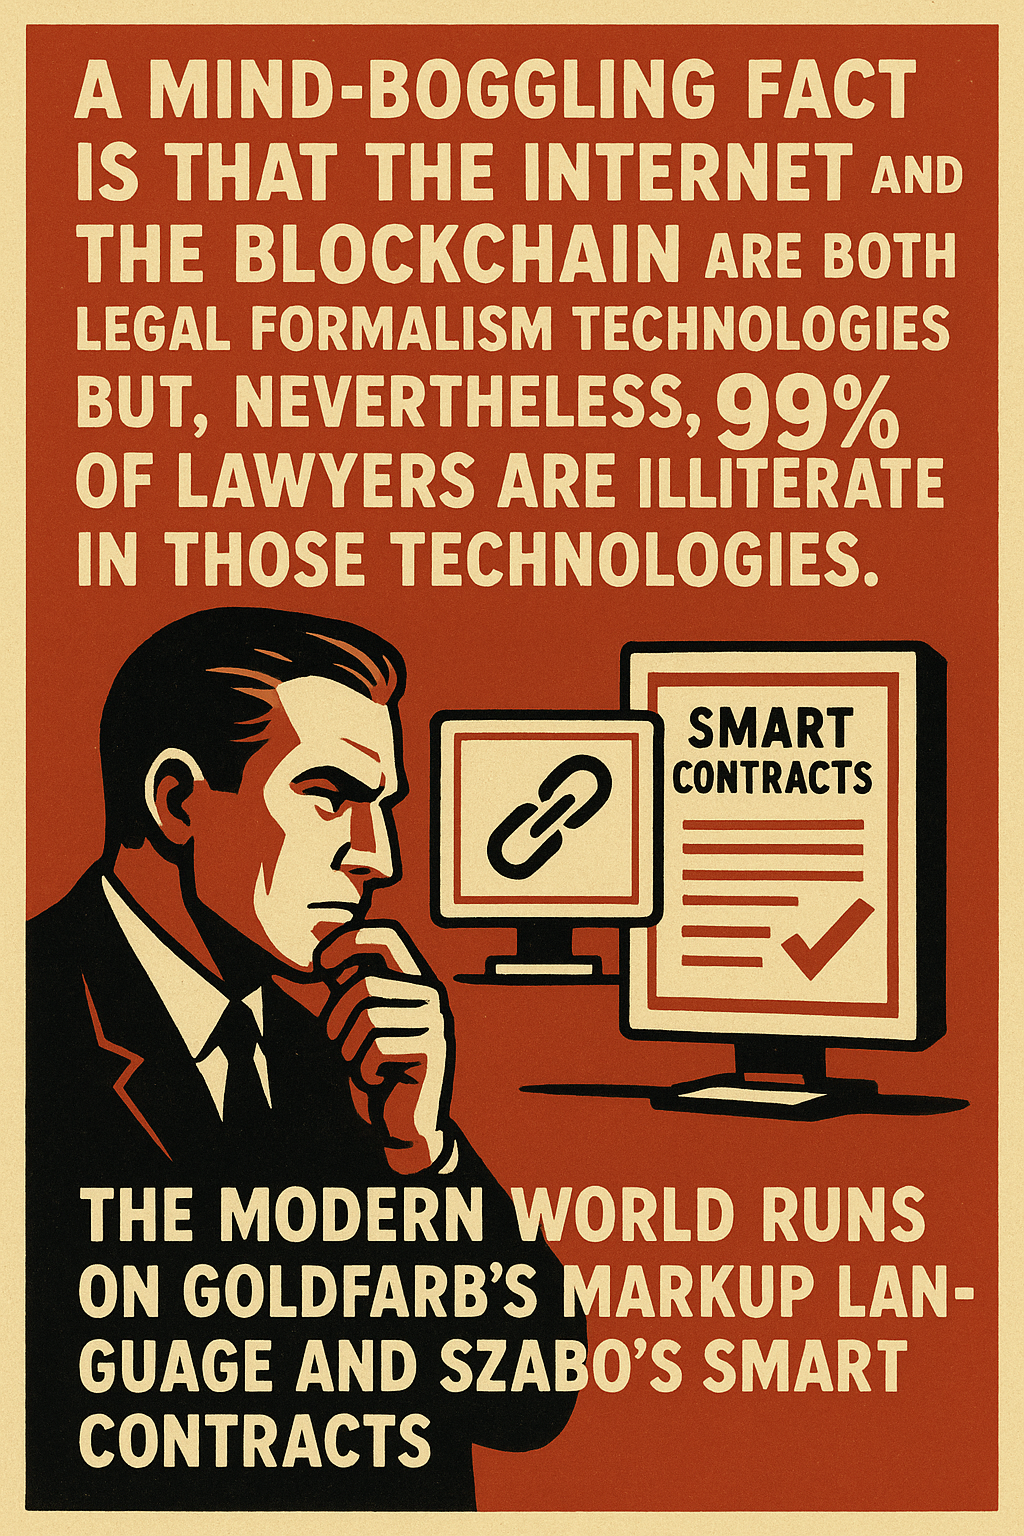 A MIND-BOGGLING FACT
IS THAT THE INTERNET AND
THE BLOCKCHAIN ARE BOTH
LEGAL FORMALISM TECHNOLOGIES
BUT, NEVERTHELESS, 99%
OF LAWYERS ARE ILLITERATE
IN THOSE TECHNOLOGIES.
SMART
CONTRACTS
THE MODERN WORLD RUNS
ON GOLDFARB'S MARKUP LAN-
GUAGE AND SZABO'S SMART
CONTRACTS